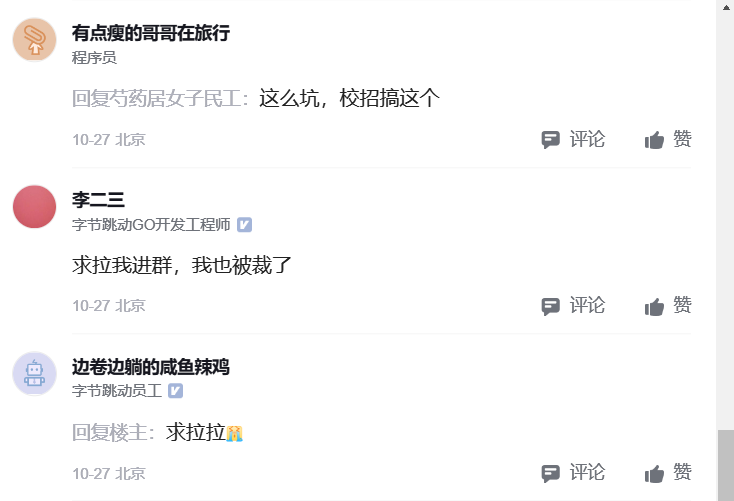 有点瘦的哥哥在旅行
程序员
回复芍药居女子民工：这么坑，校招搞这个
10-27 北京 评论 赞
李二三
字节跳动GO开发工程师
求拉我进群，我也被裁了
10-27 北京 评论 赞
边卷边躺的咸鱼辣鸡
字节跳动员工
回复楼主：求拉拉😭
10-27 北京 评论 赞